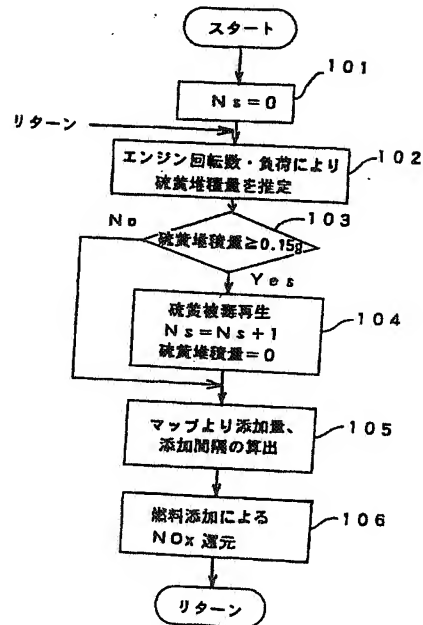 スタート
101
Ns=0
リターン
エンジン回転数・負荷により
硫黄堆積量を推定
102
103
No
硫黄堆積量≧0.15g
Yes
硫黄被毒再生
Ns=Ns+1
硫黄堆積量=0
104
マップより添加量、
添加間隔の算出
105
燃料添加による
NOx 還元
106
リターン